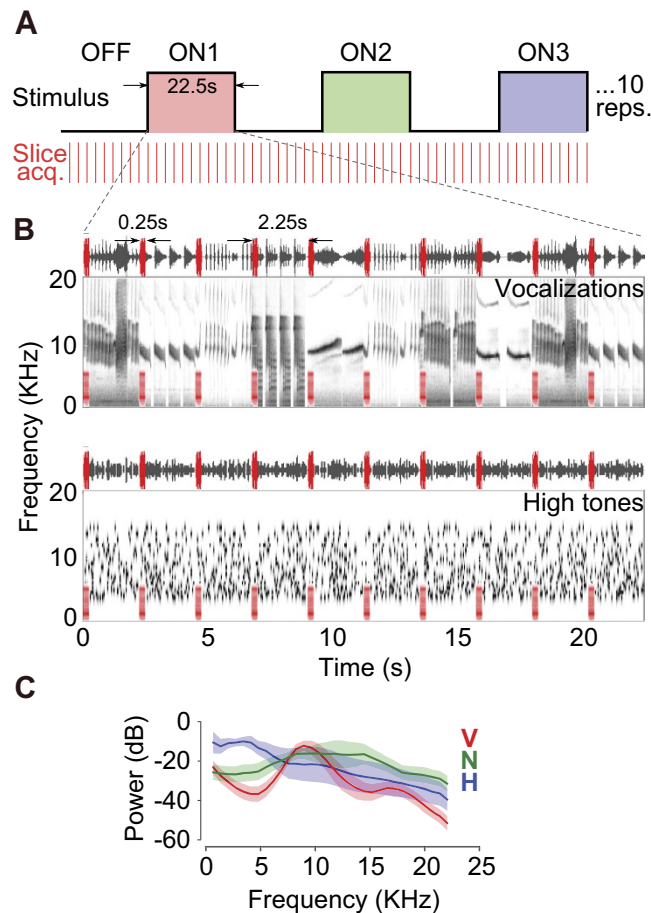 A
OFF
ON1
ON2
ON3
Stimulus
22.5s
...10
reps.
Slice
acq.
B
0.25s
2.25s
Vocalizations
20
10
0
Frequency (KHz)
High tones
20
10
0
0 5 10 15 20
Time (s)
C
Power (dB)
0
-20
-40
-60
V
N
H
0 5 10 15 20 25
Frequency (KHz)